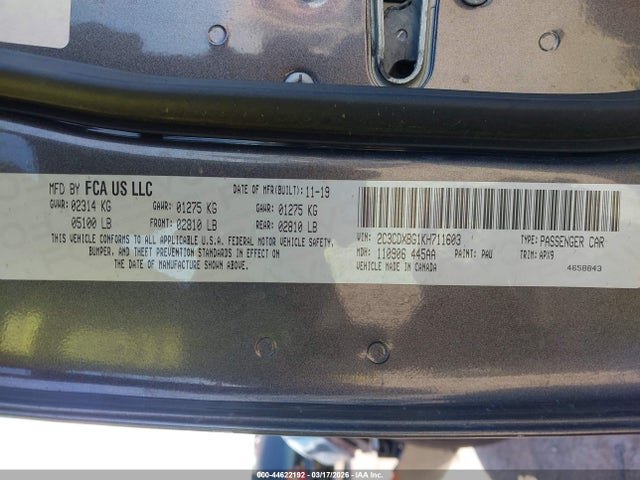 MFD BY FCA US LLC
DATE OF MFR(BUILT): 11-19
GVWR: 02314 KG GAWR: 01275 KG GAWR: 01275 KG
05100 LB FRONT: 02810 LB REAR: 02810 LB
THIS VEHICLE CONFORMS TO ALL APPLICABLE U.S.A. FEDERAL MOTOR VEHICLE SAFETY,
BUMPER, AND THEFT PREVENTION STANDARDS IN EFFECT ON
THE DATE OF MANUFACTURE SHOWN ABOVE.
VIN: 2C3CDXBG1KH711603 TYPE: PASSENGER CAR
MDH: 110906 445AA PAINT: PAU TRIM: APX9
VEHICLE MADE IN CANADA 4658843
000-44622192 - 03/17/2026 - IAA Inc.